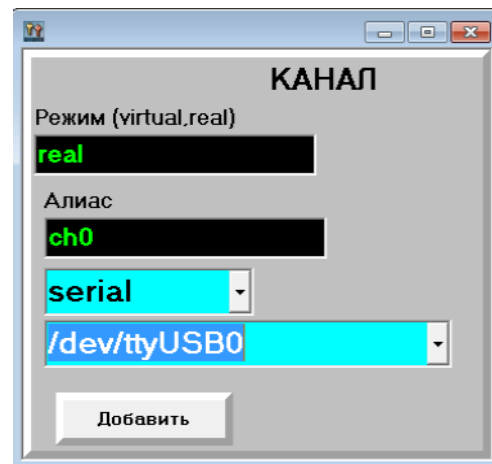 КАНАЛ
Режим (virtual,real)
real
Алиас
ch0
serial
/dev/ttyUSB0
Добавить